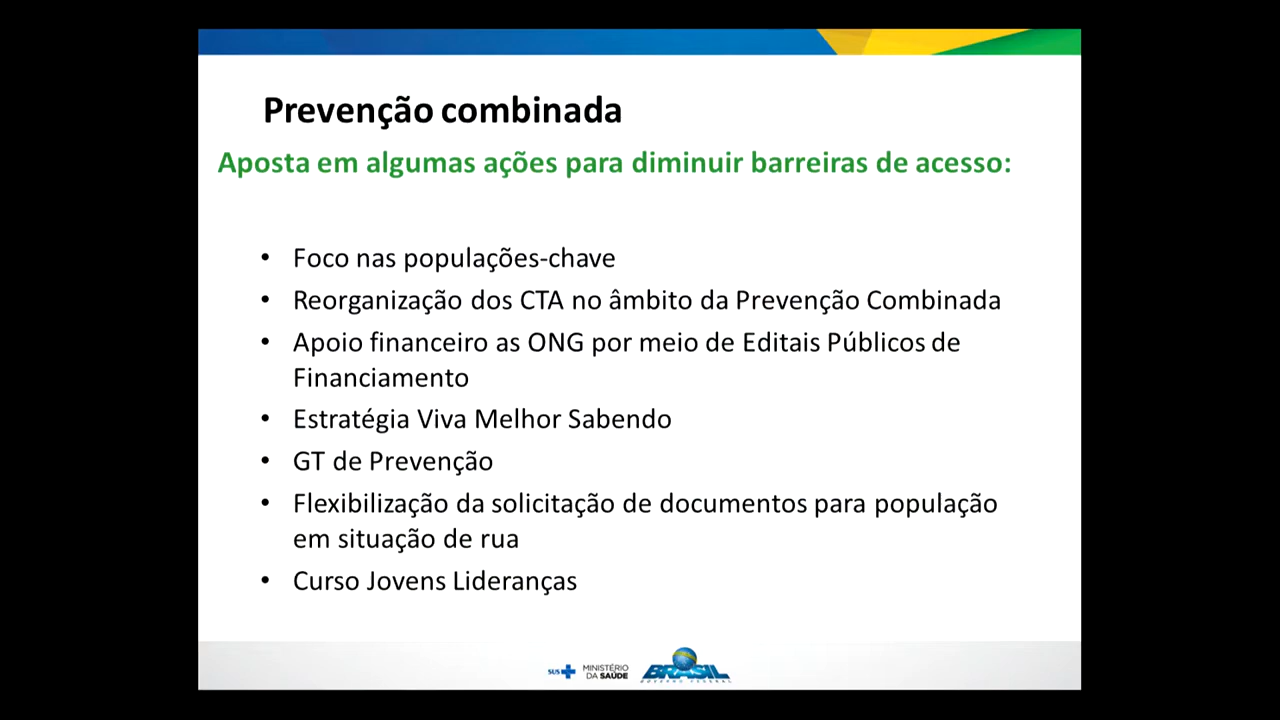 Prevenção combinada
Aposta em algumas ações para diminuir barreiras de acesso:
• Foco nas populações-chave
• Reorganização dos CTA no âmbito da Prevenção Combinada
• Apoio financeiro as ONG por meio de Editais Públicos de
Financiamento
• Estratégia Viva Melhor Sabendo
• GT de Prevenção
• Flexibilização da solicitação de documentos para população
em situação de rua
• Curso Jovens Lideranças
SUS MINISTÉRIO
DA SAÚDE
BRASIL
GOVERNO FEDERAL